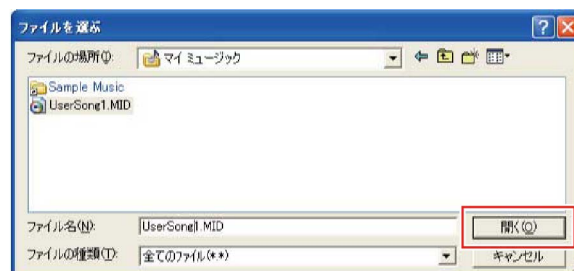 ファイルを選ぶ
ファイルの場所(I):
マイ ミュージック
Sample Music
UserSong1.MID
ファイル名(N):
UserSong1.MID
開く(O)
ファイルの種類(T):
全てのファイル(*.*)
キャンセル